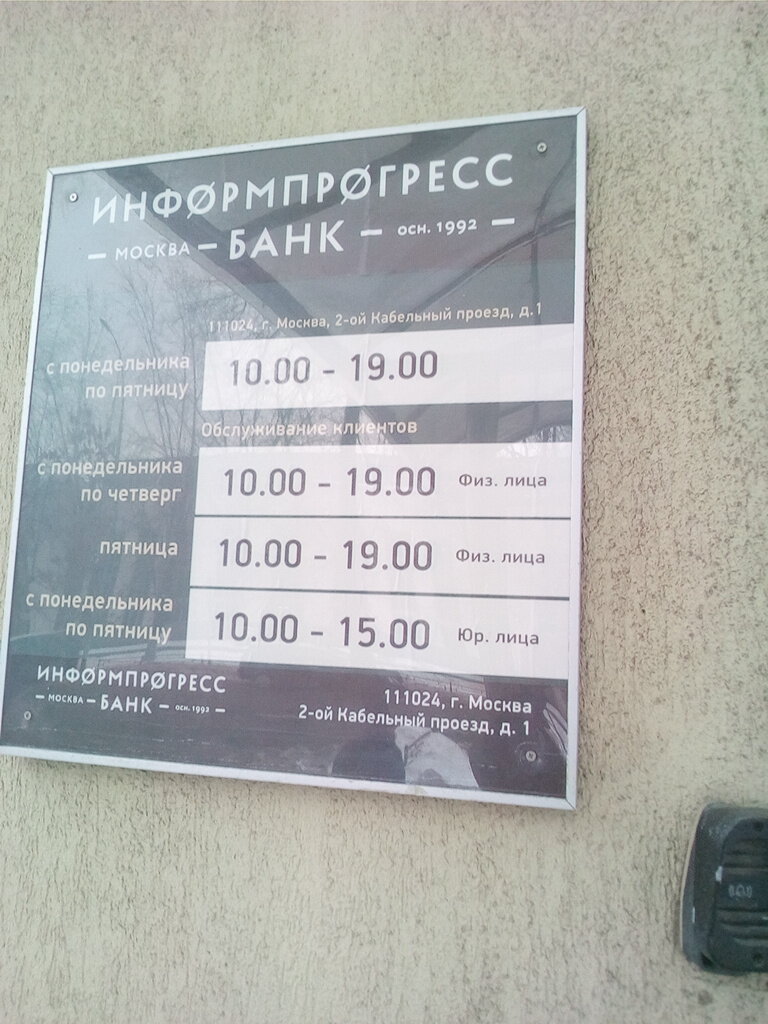 ИНФØРМПРØГРЕСС
— МОСКВА — БАНК — осн. 1992 —
111024, г. Москва, 2-ой Кабельный проезд, д.1
с понедельника
по пятницу
10.00 - 19.00
Обслуживание клиентов
с понедельника
по четверг
10.00 - 19.00 Физ. лица
пятница 10.00 - 19.00 Физ. лица
с понедельника
по пятницу
10.00 - 15.00 Юр. лица
ИНФØРМПРØГРЕСС
— МОСКВА — БАНК — осн. 1992 —
111024, г. Москва
2-ой Кабельный проезд, д. 1